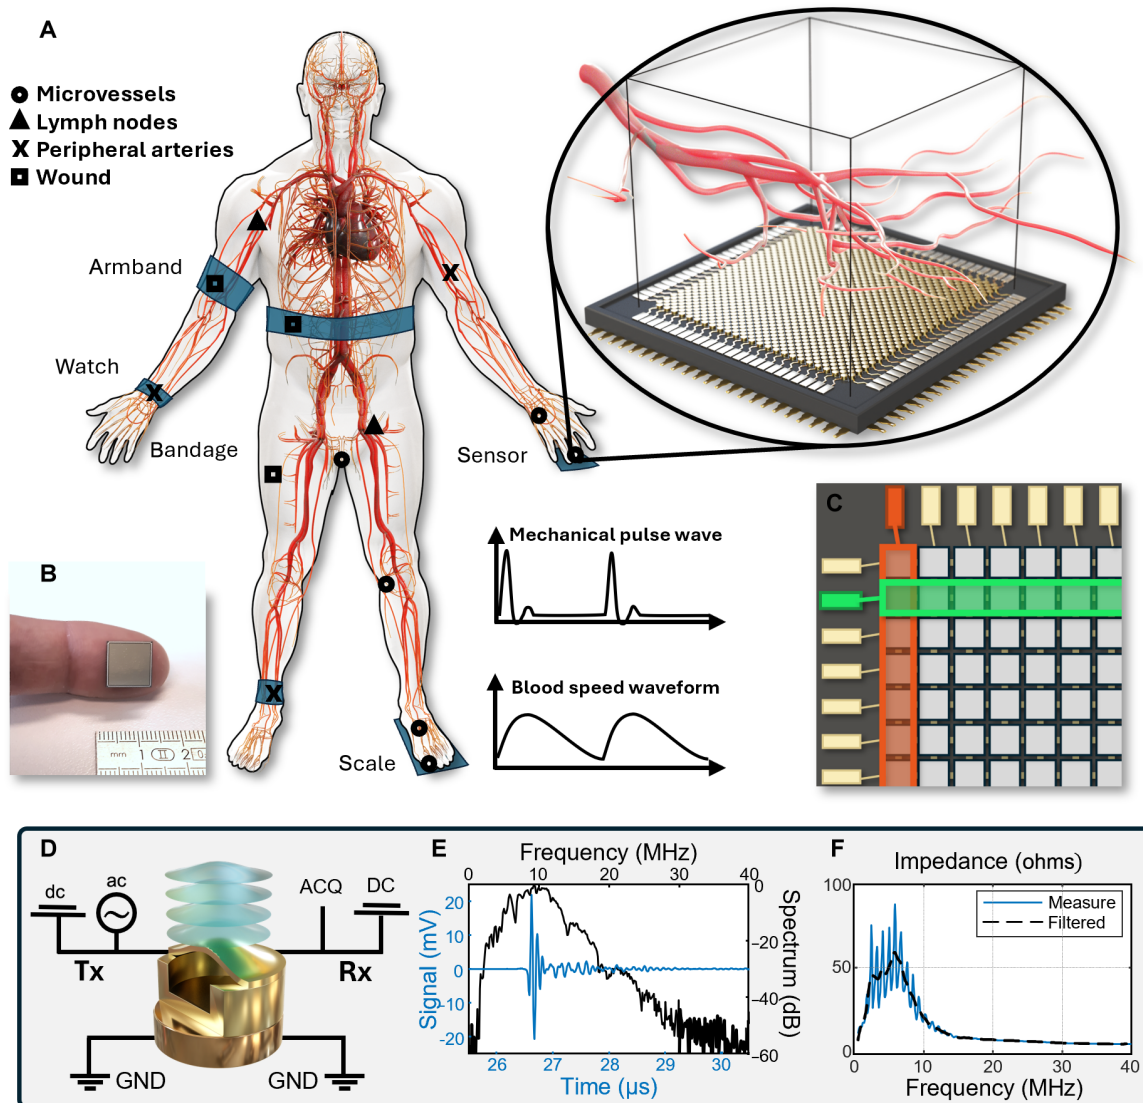 A
Microvessels
Lymph nodes
X Peripheral arteries
Wound
Armband
X
Watch
X
Bandage
Sensor
C
Mechanical pulse wave
B
mm 1 2
X
Blood speed waveform
Scale
D
dc
ac
ACQ
DC
Tx
Rx
GND
GND
E
Frequency (MHz)
0 10 20 30 40
Signal (mV)
20
10
0
-10
-20
Spectrum (dB)
0
-20
-40
-60
26 27 28 29 30
Time (µs)
F
Impedance (ohms)
100
50
0
Measure
Filtered
0 10 20 30 40
Frequency (MHz)